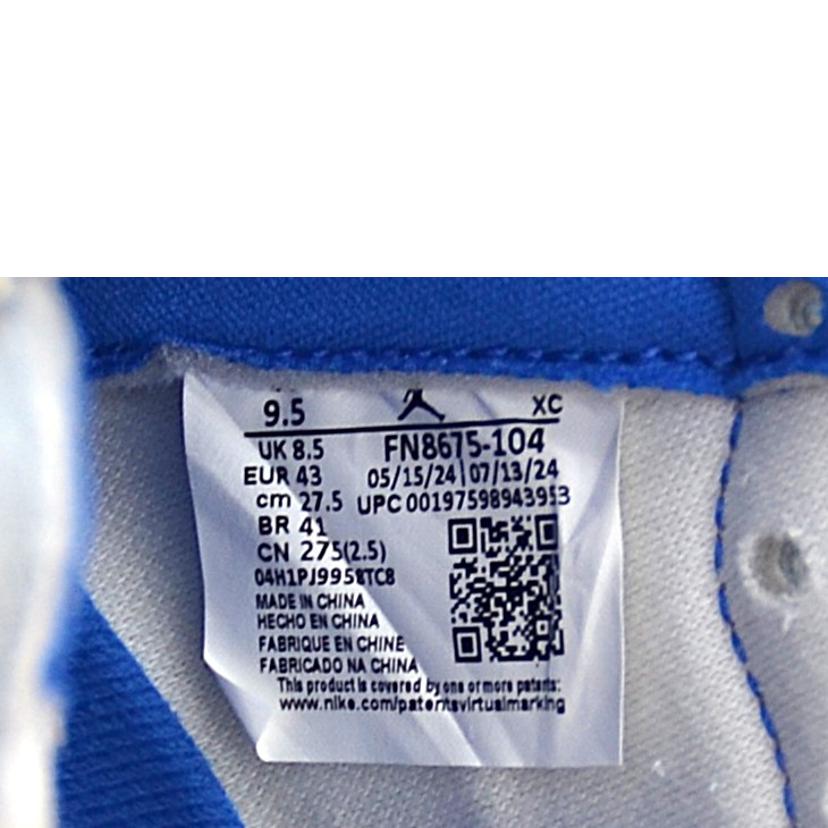 9.5 XC
UK 8.5 FN8675-104
EUR 43 05/15/24 | 07/13/24
cm 27.5 UPC 00197598943953
BR 41
CN 275(2.5)
04H1PJ9958TC8
MADE IN CHINA
HECHO EN CHINA
FABRIQUE EN CHINE
FABRICADO NA CHINA
This product is covered by one or more patents:
www.nike.com/patentsvirtualmarking